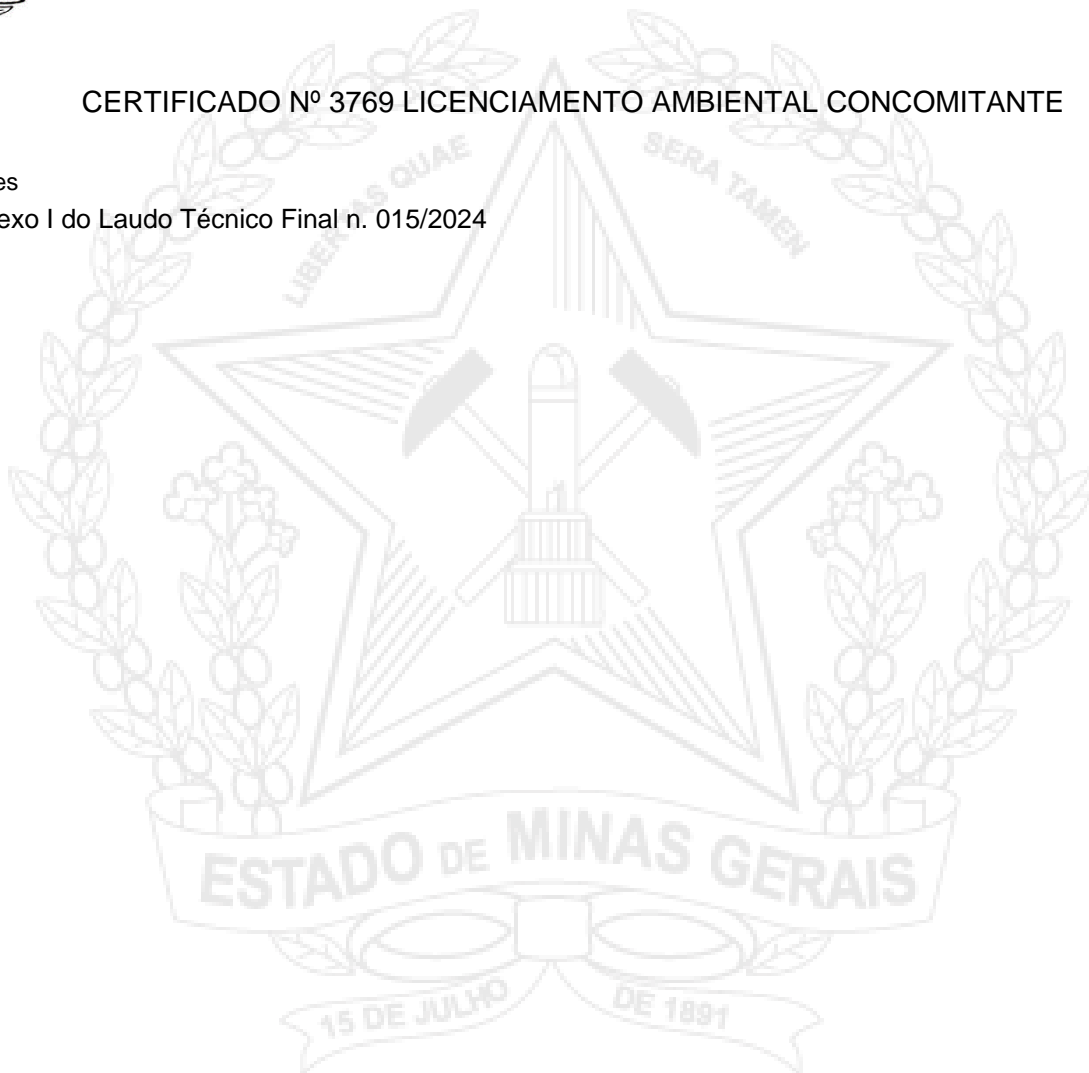 CERTIFICADO Nº 3769 LICENCIAMENTO AMBIENTAL CONCOMITANTE
es
exo I do Laudo Técnico Final n. 015/2024
LIBERTAS QUAE SERA TAMEN
ESTADO DE MINAS GERAIS
15 DE JULHO DE 1891